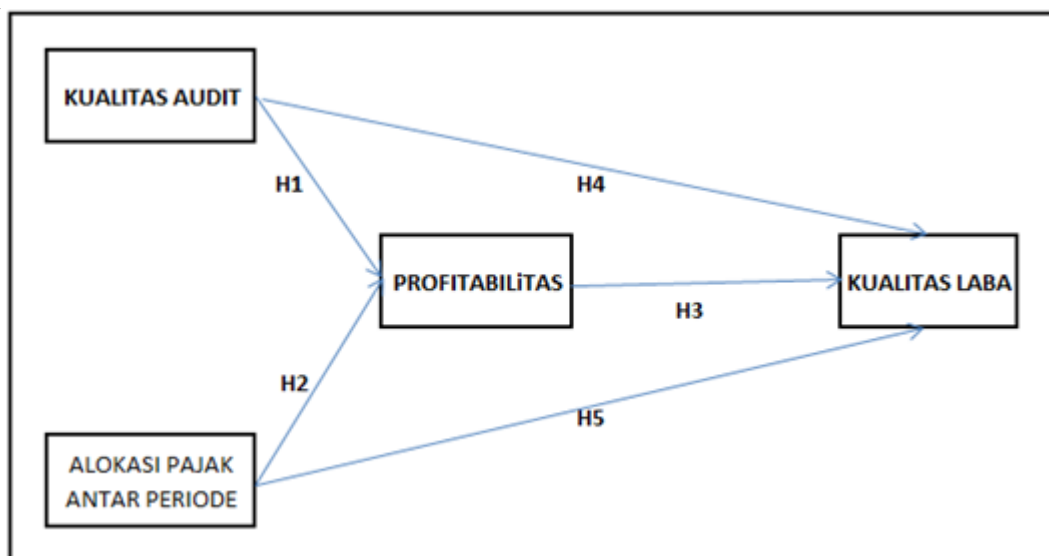 KUALITAS AUDIT
H1
H4
PROFITABILiTAS
KUALITAS LABA
H3
H2
H5
ALOKASI PAJAK
ANTAR PERIODE